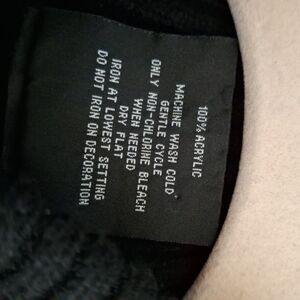 100% ACRYLIC
MACHINE WASH COLD
GENTLE CYCLE
ONLY NON-CHLORINE BLEACH
WHEN NEEDED
DRY FLAT
IRON AT LOWEST SETTING
DO NOT IRON ON DECORATION